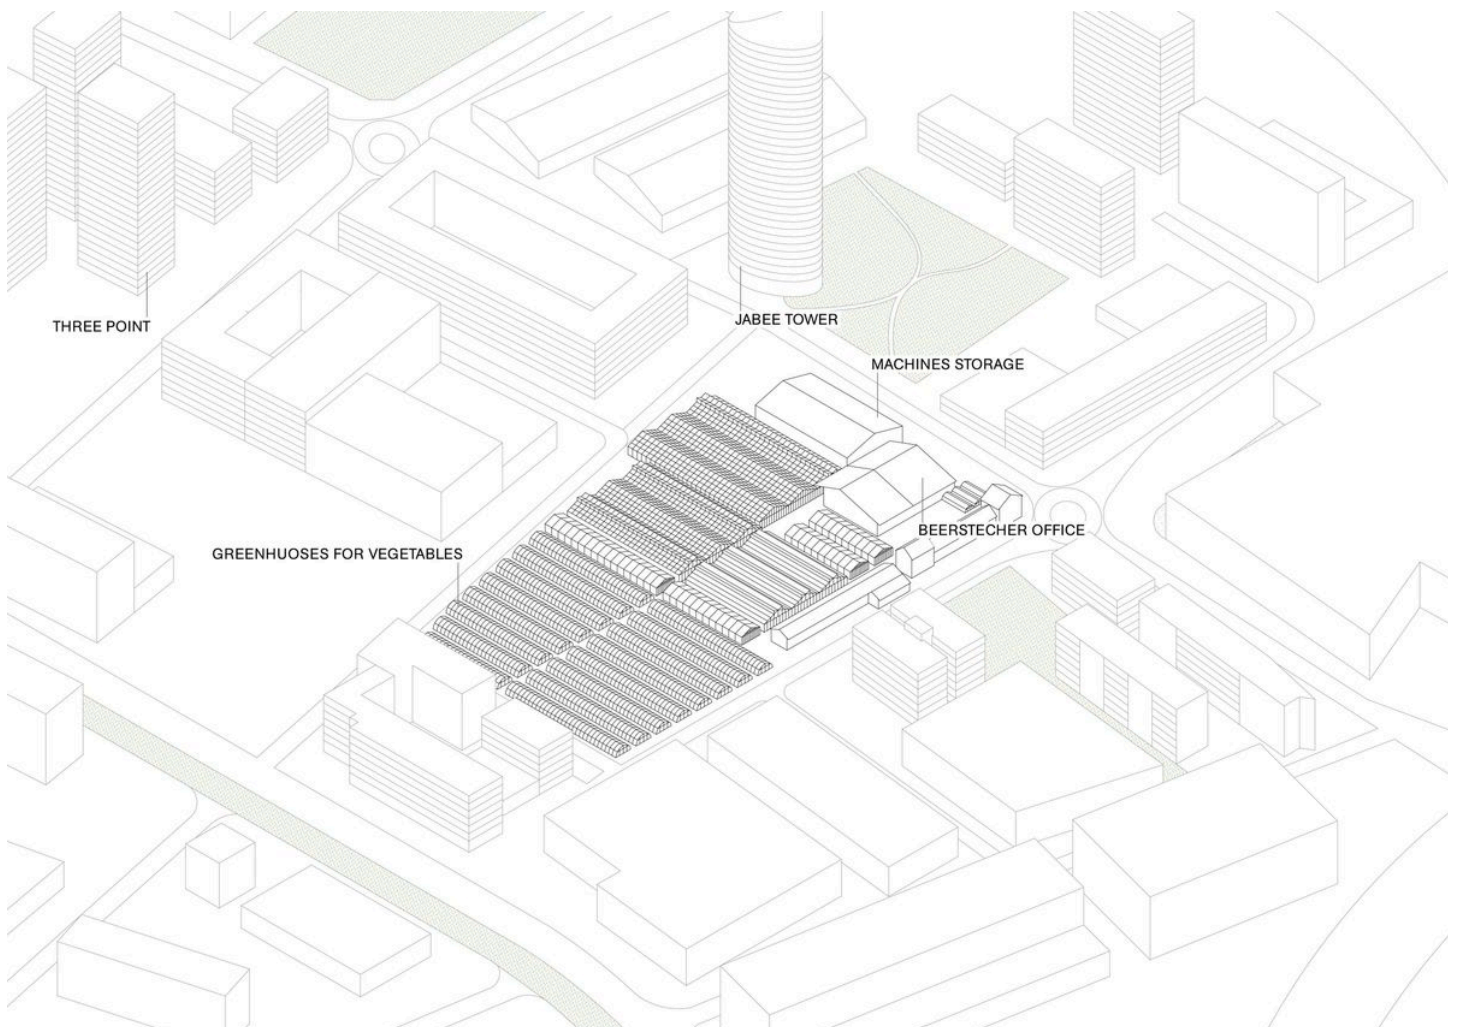 THREE POINT
JABEE TOWER
MACHINES STORAGE
BEERSTECHER OFFICE
GREENHUOSES FOR VEGETABLES